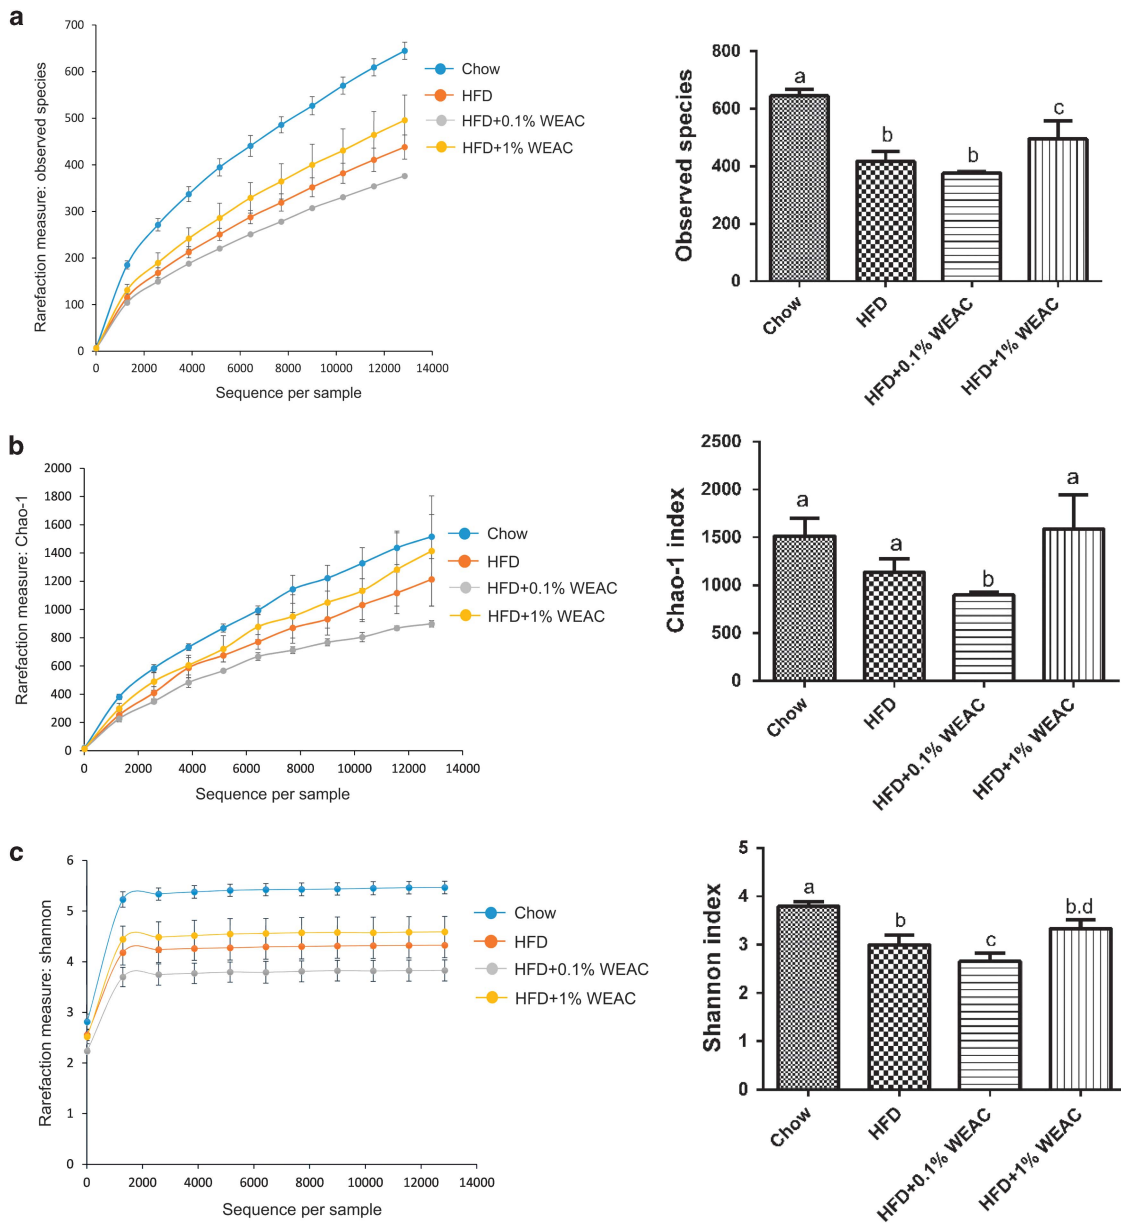 a
700
600
500
400
300
200
100
0
Rarefaction measure: observed species
0 2000 4000 6000 8000 10000 12000 14000
Sequence per sample
Chow
HFD
HFD+0.1% WEAC
HFD+1% WEAC
800
600
400
200
0
Observed species
a
b
b
c
Chow
HFD
HFD+0.1% WEAC
HFD+1% WEAC
b
2000
1800
1600
1400
1200
1000
800
600
400
200
0
Rarefaction measure: Chao-1
0 2000 4000 6000 8000 10000 12000 14000
Sequence per sample
Chow
HFD
HFD+0.1% WEAC
HFD+1% WEAC
2500
2000
1500
1000
500
0
Chao-1 index
a
a
b
a
Chow
HFD
HFD+0.1% WEAC
HFD+1% WEAC
c
6
5
4
3
2
1
0
Rarefaction measure: shannon
0 2000 4000 6000 8000 10000 12000 14000
Sequence per sample
Chow
HFD
HFD+0.1% WEAC
HFD+1% WEAC
5
4
3
2
1
0
Shannon index
a
b
c
b.d
Chow
HFD
HFD+0.1% WEAC
HFD+1% WEAC